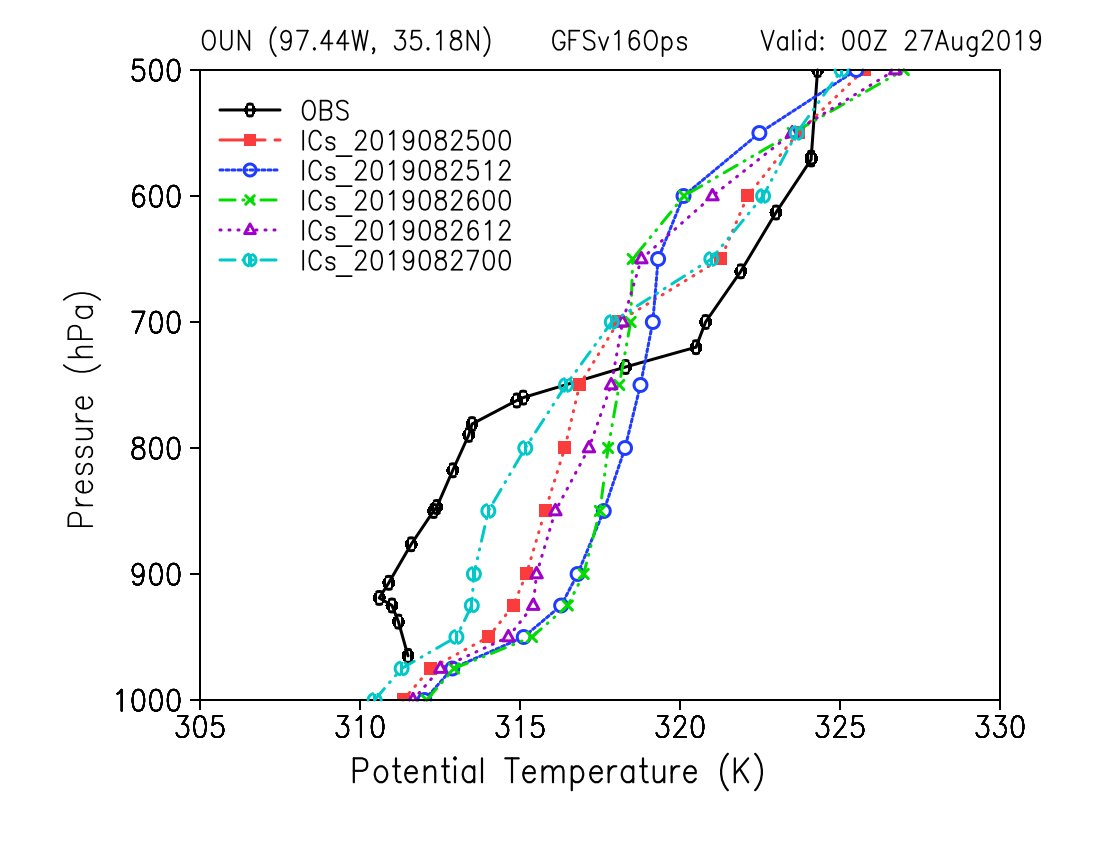 OUN (97.44W, 35.18N) GFSv16Ops Valid: 00Z 27Aug2019
500
OBS
ICs_2019082500
ICs_2019082512
600
ICs_2019082600
ICs_2019082612
ICs_2019082700
700
Pressure (hPa)
800
900
1000
305 310 315 320 325 330
Potential Temperature (K)